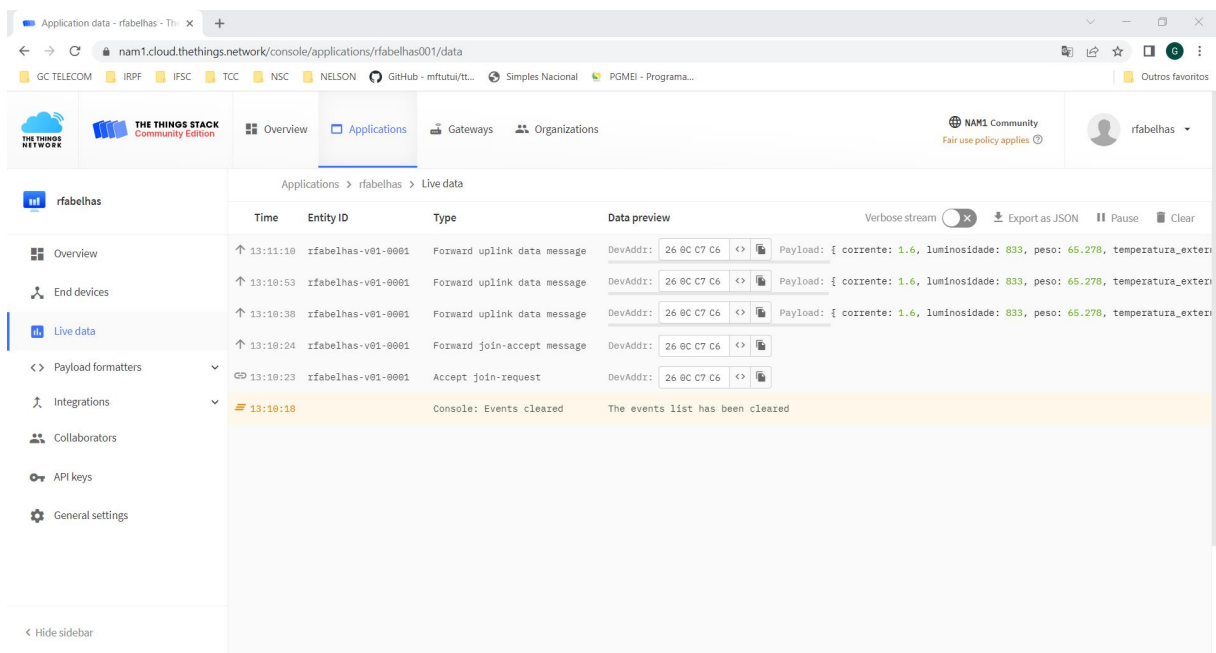 Application data - rfabelhas - Th
nam1.cloud.thethings.network/console/applications/rfabelhas001/data
G
GC TELECOM IRPF IFSC TCC NSC NELSON GitHub - mftutui/tt... Simples Nacional PGMEI - Programa... Outros favoritos
THE THINGS NETWORK
THE THINGS STACK
Community Edition
Overview Applications Gateways Organizations
NAM1 Community
Fair use policy applies
rfabelhas
rfabelhas
Overview
End devices
Live data
Payload formatters
Integrations
Collaborators
API keys
General settings
Hide sidebar
Applications > rfabelhas > Live data
Time Entity ID Type Data preview Verbose stream Export as JSON Pause Clear
13:11:10 rfabelhas-v01-0001 Forward uplink data message DevAddr: 26 0C C7 C6 <> Payload: { corrente: 1.6, luminosidade: 833, peso: 65.278, temperatura_extern
13:10:53 rfabelhas-v01-0001 Forward uplink data message DevAddr: 26 0C C7 C6 <> Payload: { corrente: 1.6, luminosidade: 833, peso: 65.278, temperatura_extern
13:10:38 rfabelhas-v01-0001 Forward uplink data message DevAddr: 26 0C C7 C6 <> Payload: { corrente: 1.6, luminosidade: 833, peso: 65.278, temperatura_extern
13:10:24 rfabelhas-v01-0001 Forward join-accept message DevAddr: 26 0C C7 C6 <>
13:10:23 rfabelhas-v01-0001 Accept join-request DevAddr: 26 0C C7 C6 <>
13:10:18 Console: Events cleared The events list has been cleared